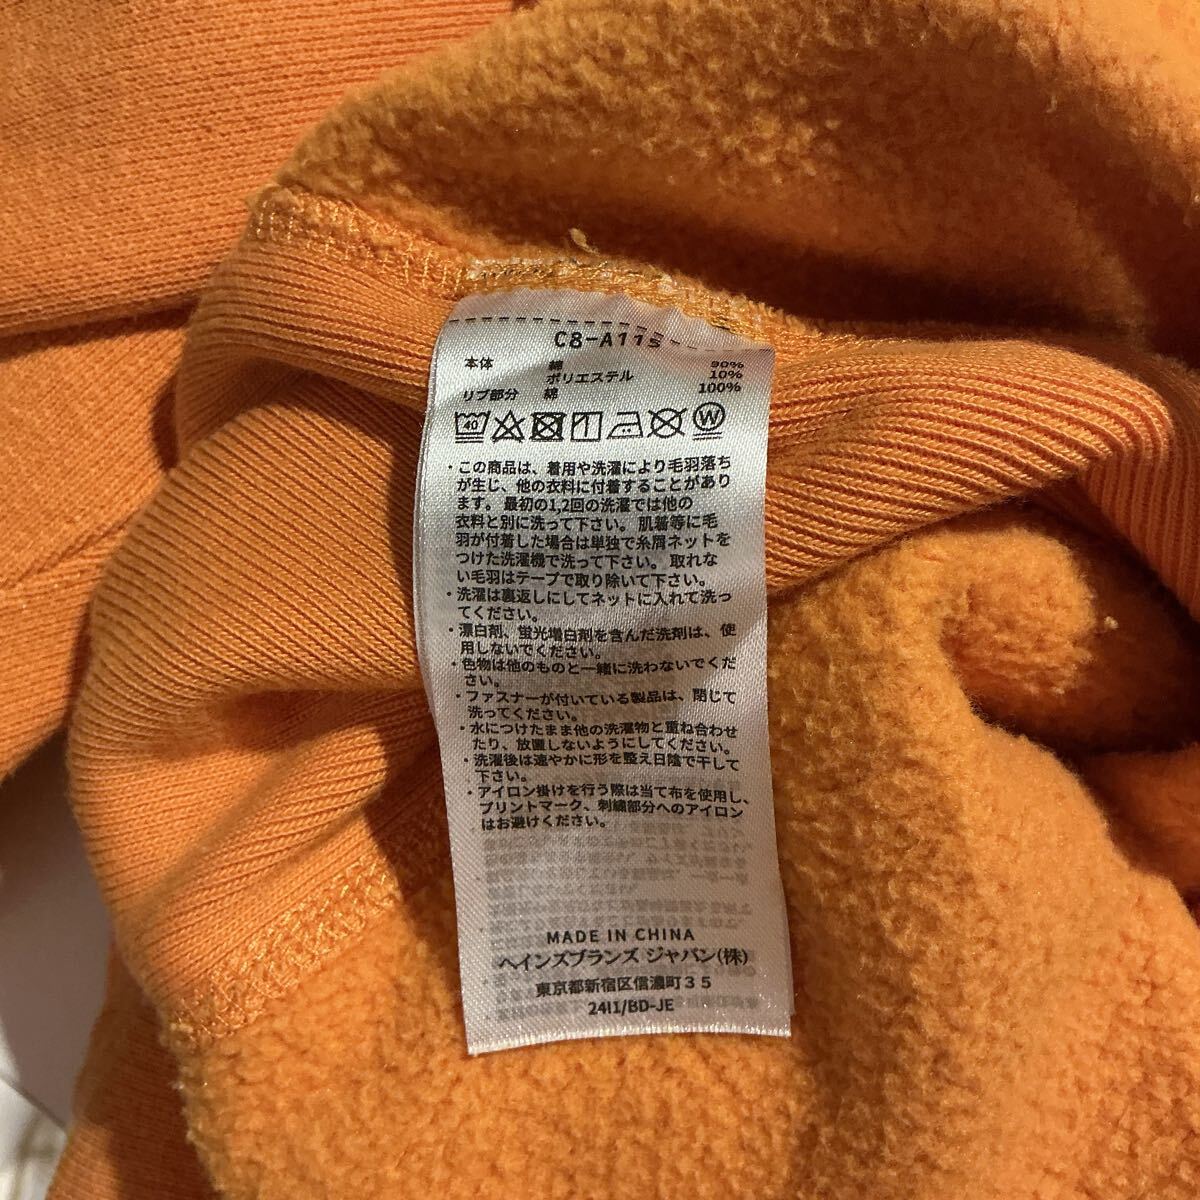 C8-A11S
本体 綿 90%
ポリエステル 10%
リブ部分 綿 100%
40 W
・この商品は、着用や洗濯により毛羽落ち
が生じ、他の衣料に付着することがあり
ます。最初の1,2回の洗濯では他の
衣料と別に洗って下さい。肌着等に毛
羽が付着した場合は単独で糸屑ネットを
つけた洗濯機で洗って下さい。取れな
い毛羽はテープで取り除いて下さい。
・洗濯は裏返しにしてネットに入れて洗っ
てください。
・漂白剤、蛍光増白剤を含んだ洗剤は、使
用しないでください。
・色物は他のものと一緒に洗わないでくだ
さい。
・ファスナーが付いている製品は、閉じて
洗ってください。
・水につけたまま他の洗濯物と重ね合わせ
たり、放置しないようにしてください。
・洗濯後は速やかに形を整え日陰で干して
下さい。
・アイロン掛けを行う際は当て布を使用し、
プリントマーク、刺繍部分へのアイロン
はお避けください。
MADE IN CHINA
ヘインズブランズ ジャパン(株)
東京都新宿区信濃町35
24I1/BD-JE